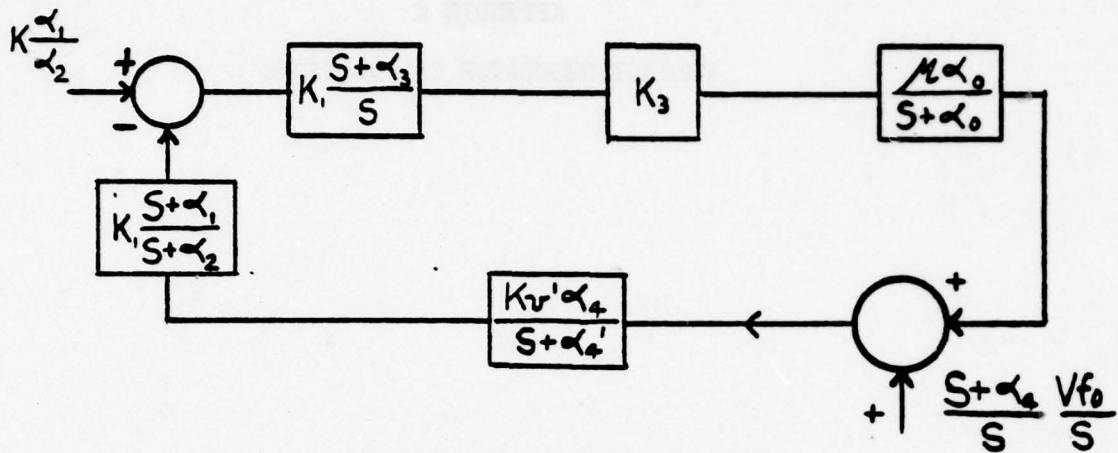 K α₁/α₂
+
−
K₁ (S+α₃)/S
K₃
μα₀/(S+α₀)
K₁ (S+α₁)/(S+α₂)
Kv'α₄/(S+α₄')
+
+
(S+α₄)/S Vf₀/S